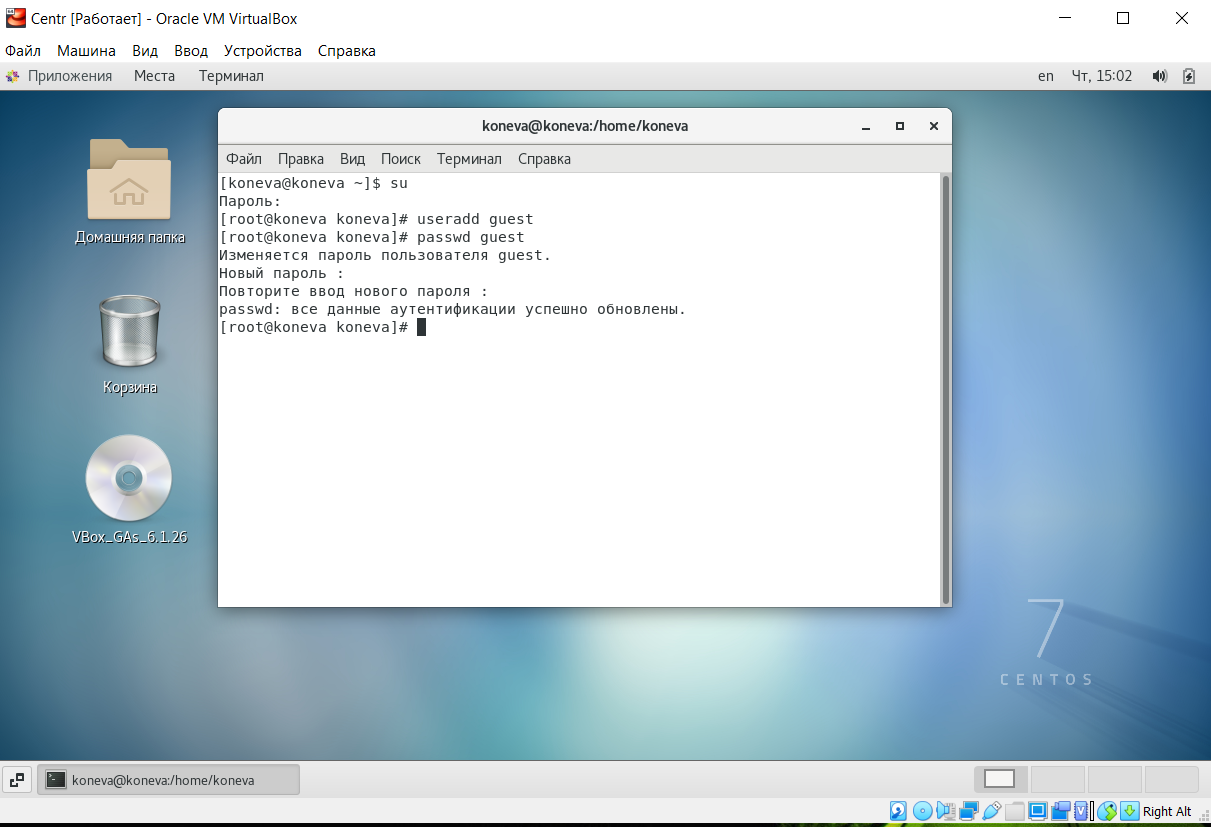 Centr [Работает] - Oracle VM VirtualBox
Файл Машина Вид Ввод Устройства Справка
Приложения Места Терминал en Чт, 15:02
koneva@koneva:/home/koneva
Файл Правка Вид Поиск Терминал Справка
[koneva@koneva ~]$ su
Пароль:
[root@koneva koneva]# useradd guest
[root@koneva koneva]# passwd guest
Изменяется пароль пользователя guest.
Новый пароль :
Повторите ввод нового пароля :
passwd: все данные аутентификации успешно обновлены.
[root@koneva koneva]#
Домашняя папка
Корзина
VBox_GAs_6.1.26
7
CENTOS
koneva@koneva:/home/koneva
Right Alt